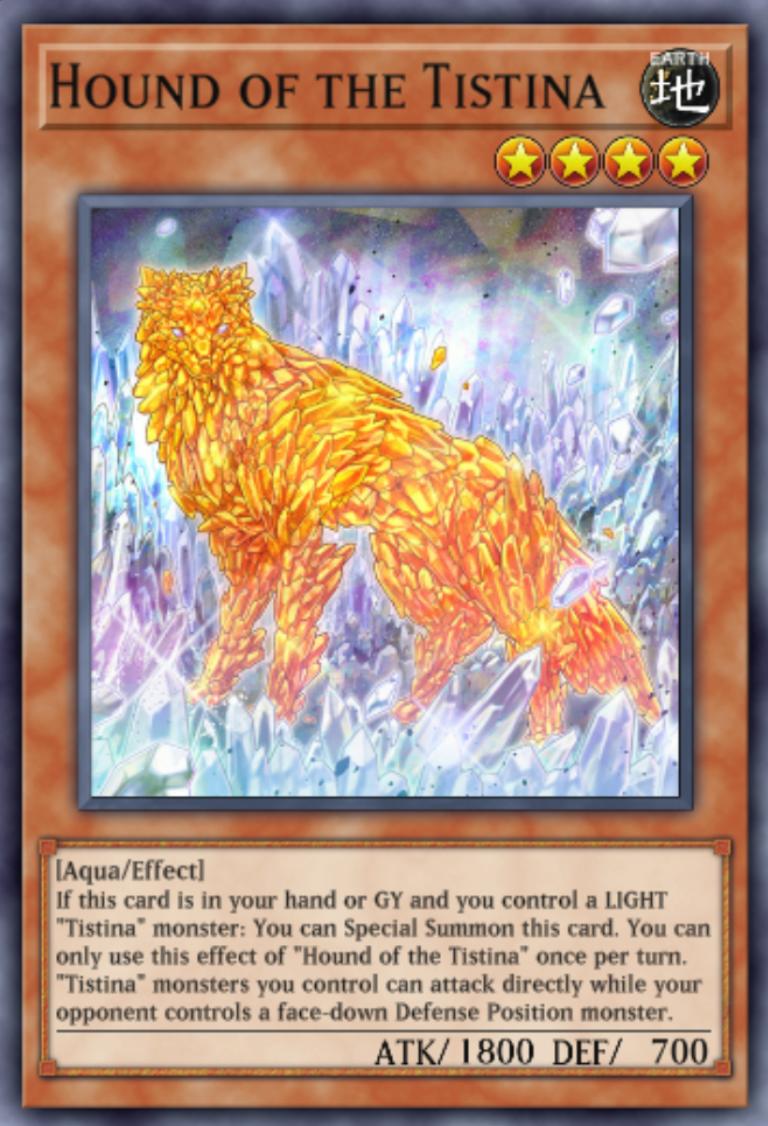 HOUND OF THE TISTINA
EARTH
地
[Aqua/Effect]
If this card is in your hand or GY and you control a LIGHT
"Tistina" monster: You can Special Summon this card. You can
only use this effect of "Hound of the Tistina" once per turn.
"Tistina" monsters you control can attack directly while your
opponent controls a face-down Defense Position monster.
ATK/ 1800 DEF/ 700